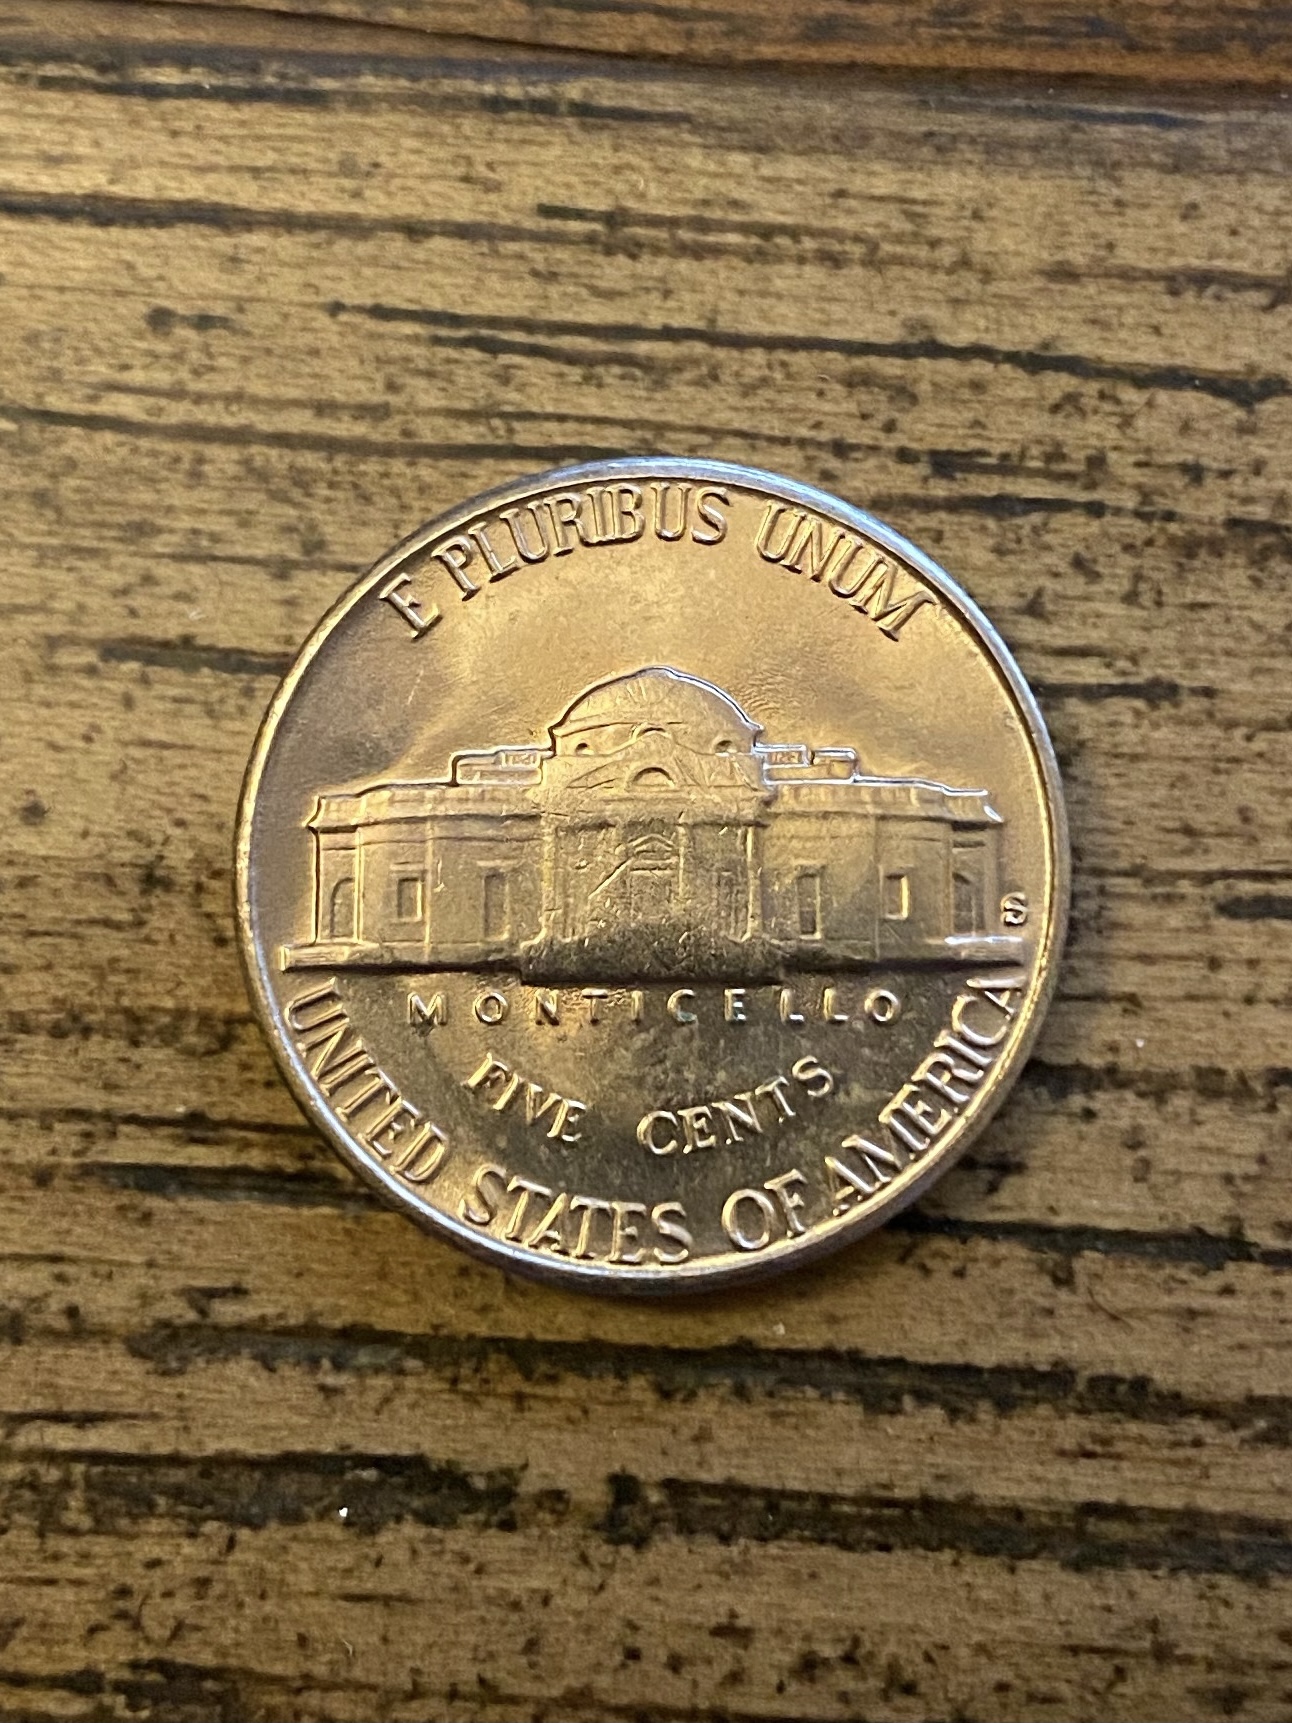 E PLURIBUS UNUM
S
MONTICELLO
FIVE CENTS
UNITED STATES OF AMERICA